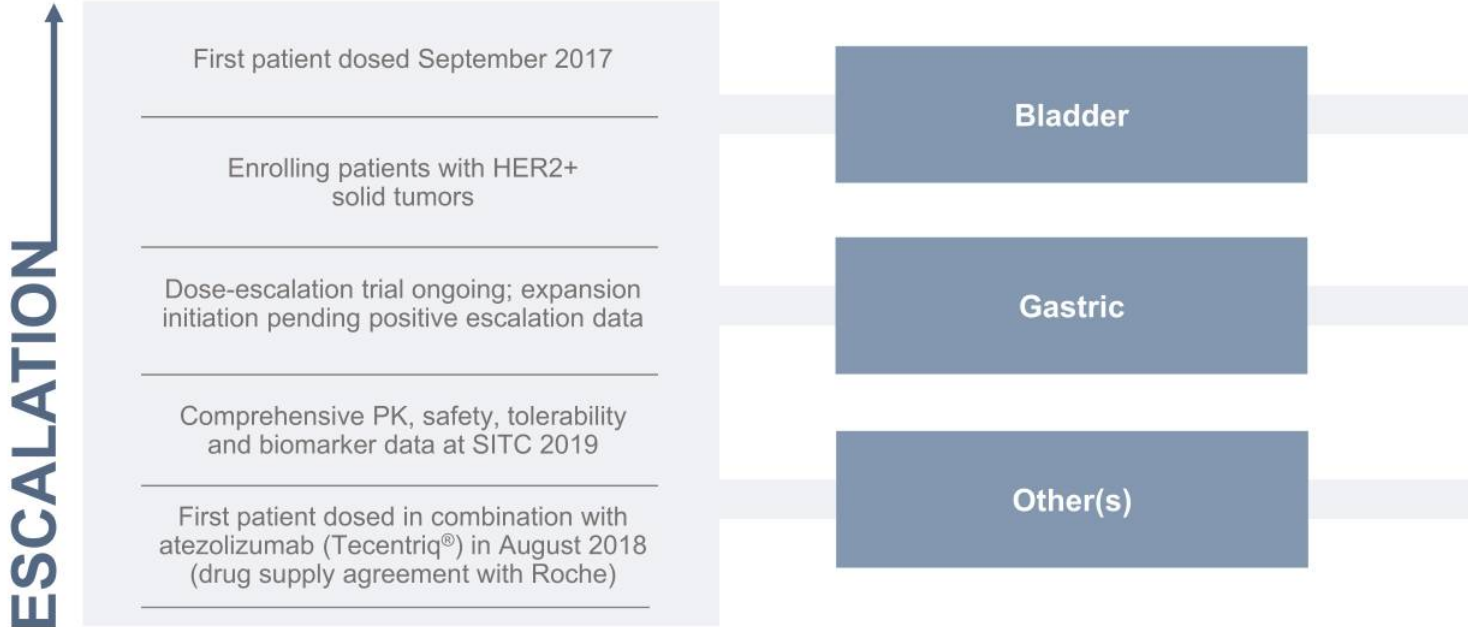 ESCALATION
First patient dosed September 2017
Enrolling patients with HER2+
solid tumors
Dose-escalation trial ongoing; expansion
initiation pending positive escalation data
Comprehensive PK, safety, tolerability
and biomarker data at SITC 2019
First patient dosed in combination with
atezolizumab (Tecentriq®) in August 2018
(drug supply agreement with Roche)
Bladder
Gastric
Other(s)